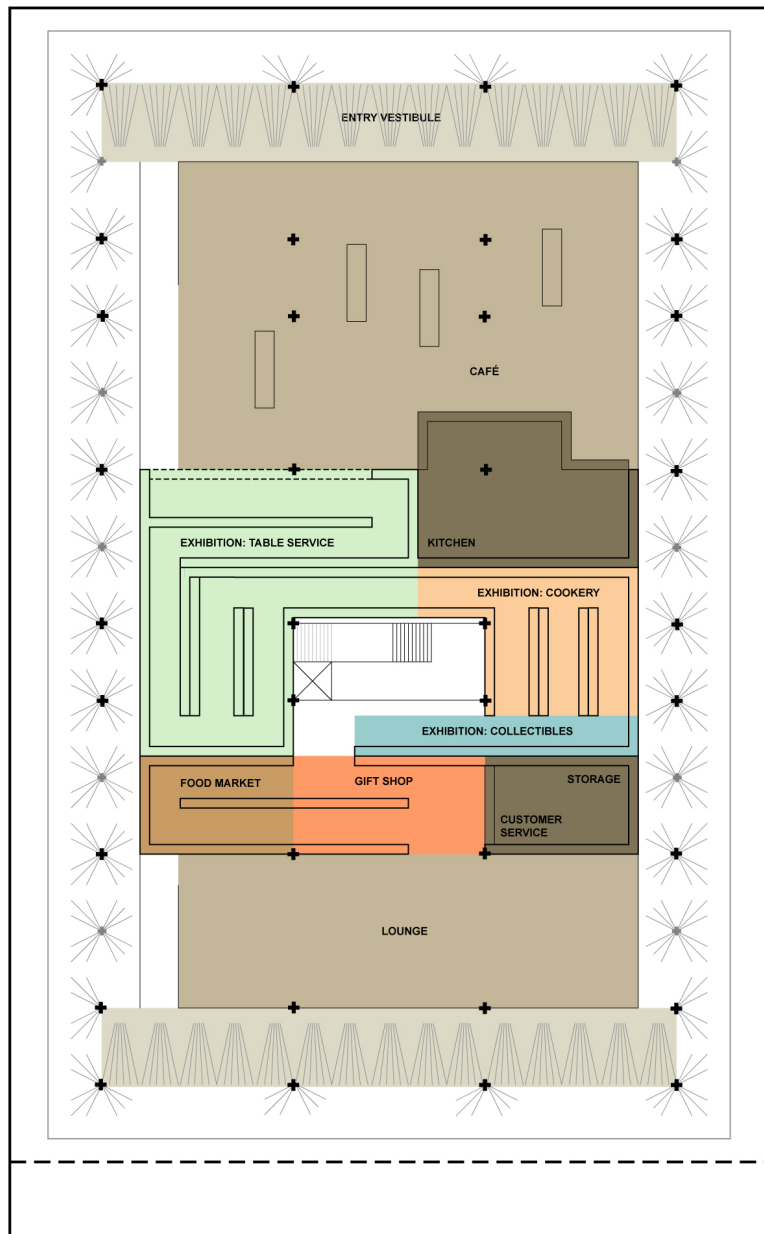 ENTRY VESTIBULE
CAFÉ
EXHIBITION: TABLE SERVICE
KITCHEN
EXHIBITION: COOKERY
EXHIBITION: COLLECTIBLES
FOOD MARKET
GIFT SHOP
STORAGE
CUSTOMER
SERVICE
LOUNGE